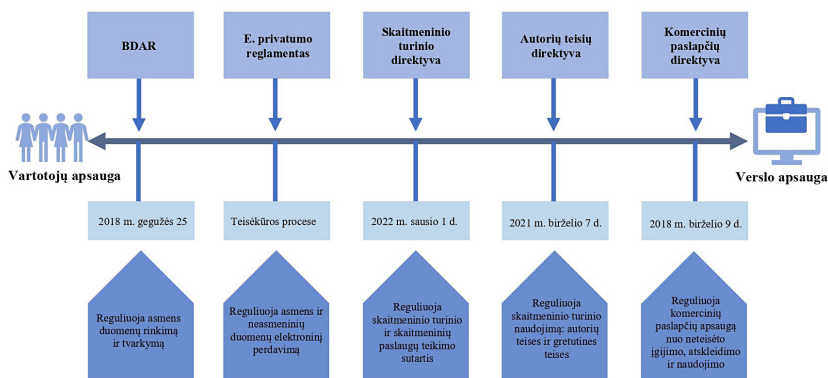 BDAR
E. privatumo
reglamentas
Skaitmeninio
turinio
direktyva
Autorių teisių
direktyva
Komercinių
paslapčių
direktyva
Vartotojų apsauga
Verslo apsauga
2018 m. gegužės 25
Teisėkūros procese
2022 m. sausio 1 d.
2021 m. birželio 7 d.
2018 m. birželio 9 d.
Reguliuoja asmens
duomenų rinkimą
ir tvarkymą
Reguliuoja asmens ir
neasmeninių
duomenų elektroninį
perdavimą
Reguliuoja
skaitmeninio turinio
ir skaitmeninių
paslaugų teikimo
sutartis
Reguliuoja
skaitmeninio turinio
naudojimą: autorių
teises ir gretutines
teises
Reguliuoja
komercinių
paslapčių apsaugą
nuo neteisėto
įgijimo, atskleidimo
ir naudojimo